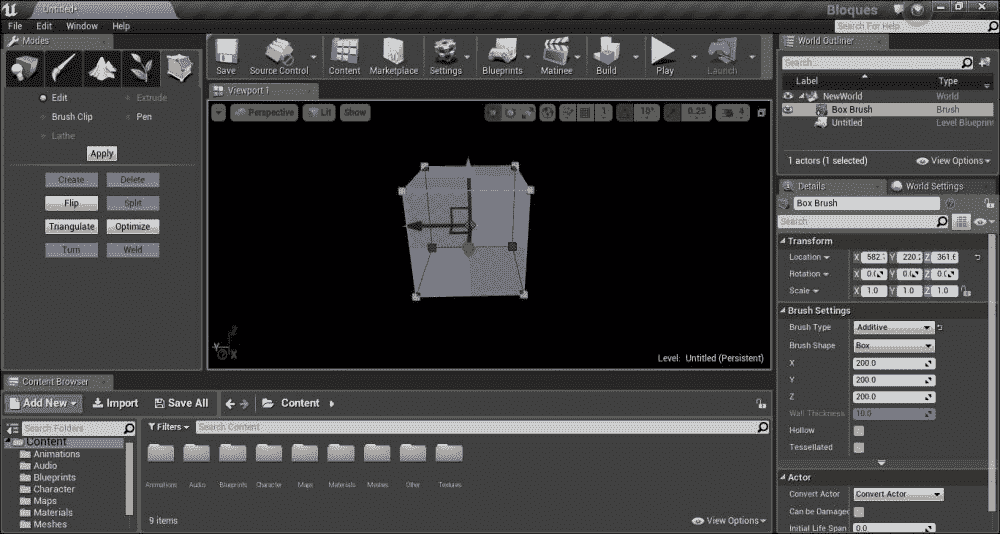 Untitled*
Bloques
File Edit Window Help
Search For Help
Modes
Edit
Extrude
Brush Clip
Pen
Lathe
Apply
Create
Delete
Flip
Split
Triangulate
Optimize
Turn
Weld
Save
Source Control
Content
Marketplace
Settings
Blueprints
Matinee
Build
Play
Launch
Viewport 1
Perspective
Lit
Show
1
10°
0.25
4
Level: Untitled (Persistent)
World Outliner
Search...
Label
Type
NewWorld
World
Box Brush
Brush
Untitled
Level Blueprin
1 actors (1 selected)
View Options
Details
World Settings
Box Brush
Search
Transform
Location X 582. Y 220. Z 361.6
Rotation X 0.0 Y 0.0 Z 0.0
Scale X 1.0 Y 1.0 Z 1.0
Brush Settings
Brush Type Additive
Brush Shape Box
X 200.0
Y 200.0
Z 200.0
Wall Thickness 10.0
Hollow
Tessellated
Actor
Convert Actor Convert Actor
Can be Damage
Initial Life Span 0.0
Content Browser
Add New Import Save All Content
Search Folders
Content
Animations
Audio
Blueprints
Character
Maps
Materials
Meshes
Filters Search Content
Animations Audio Blueprints Character Maps Materials Meshes Other Textures
9 items
View Options